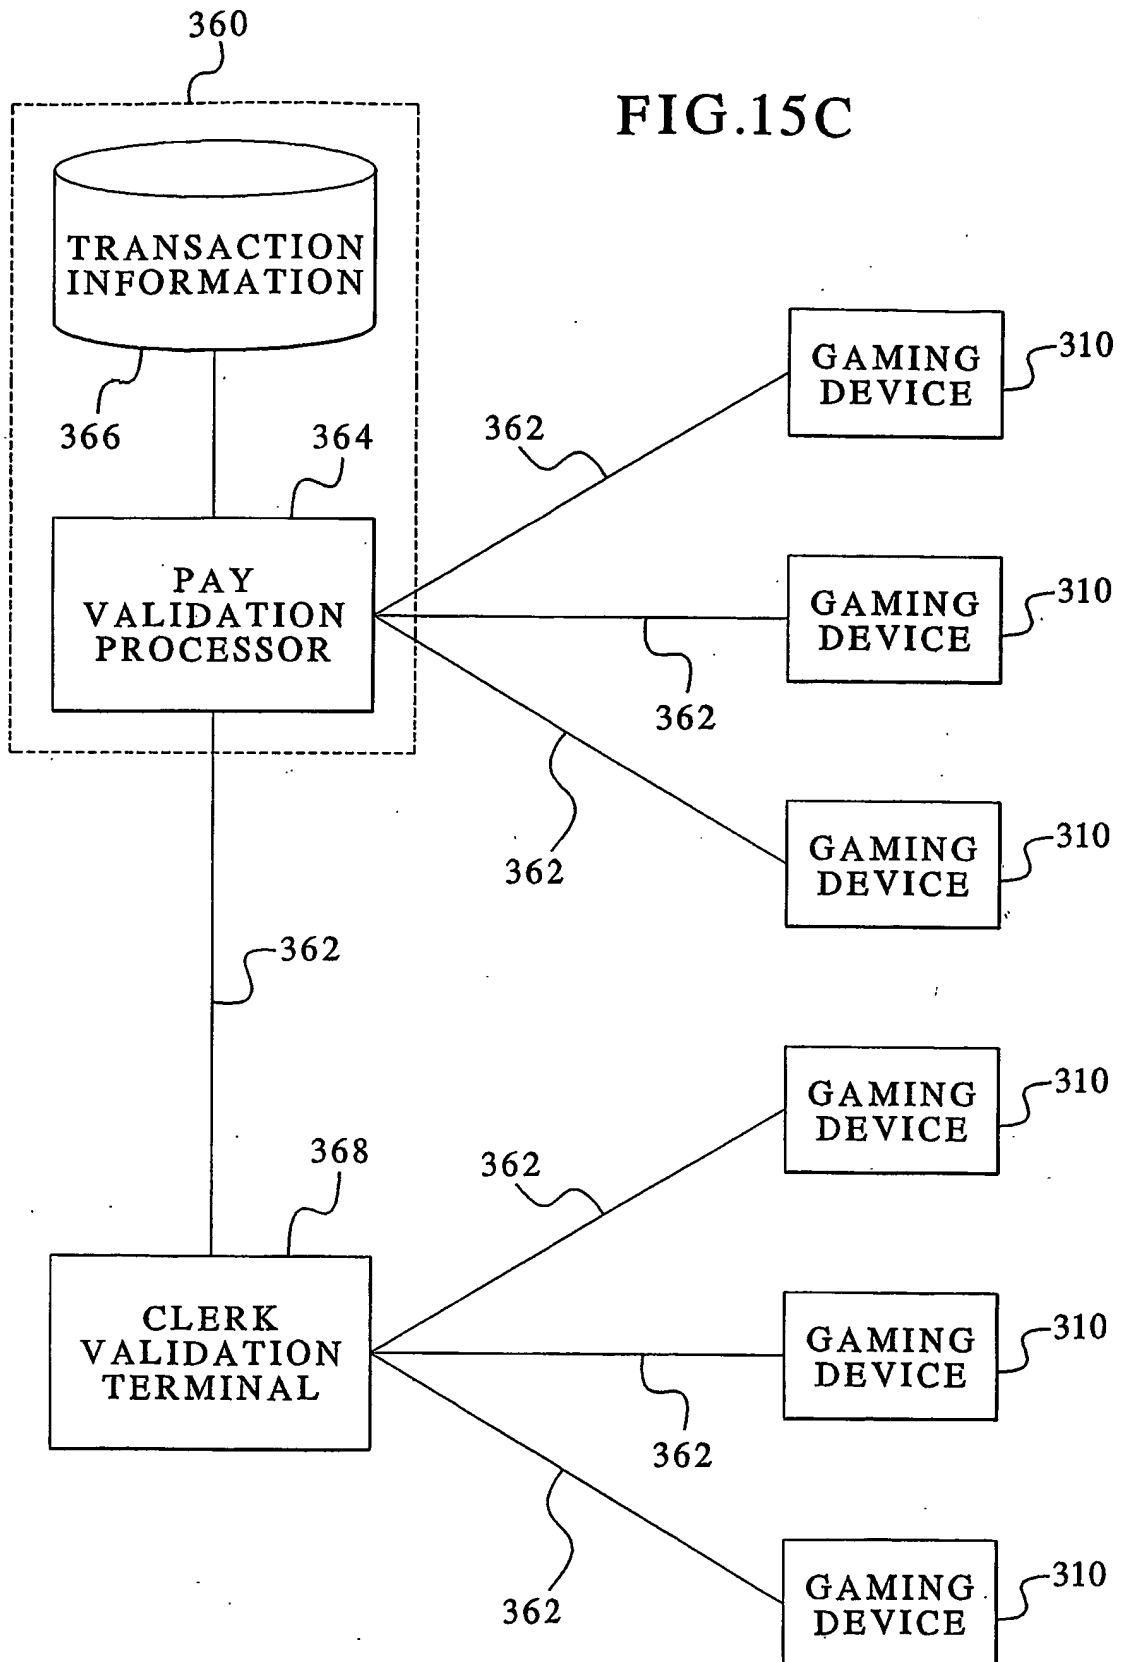 360
FIG.15C
TRANSACTION
INFORMATION
366
364
PAY
VALIDATION
PROCESSOR
362
GAMING
DEVICE
310
362
GAMING
DEVICE
310
362
GAMING
DEVICE
310
362
368
CLERK
VALIDATION
TERMINAL
362
GAMING
DEVICE
310
362
GAMING
DEVICE
310
362
GAMING
DEVICE
310